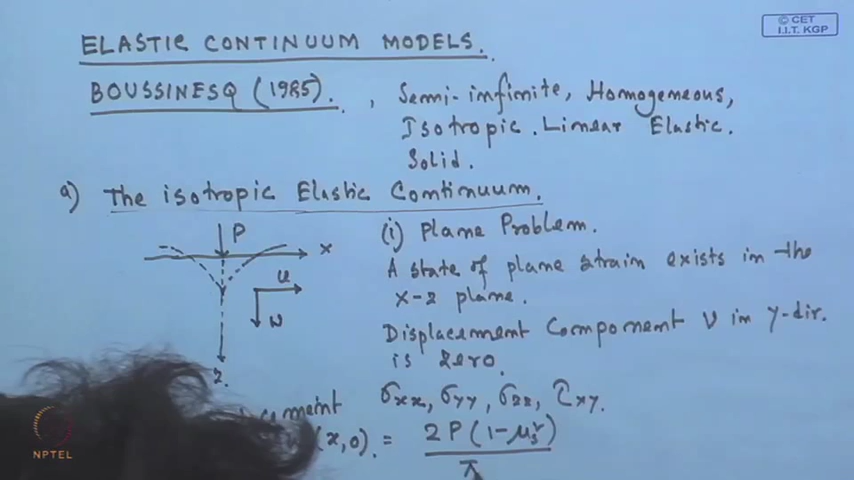 © CET
I.I.T. KGP
ELASTIC CONTINUUM MODELS.
BOUSSINESQ (1985). , Semi-infinite, Homogeneous,
Isotropic. Linear Elastic.
Solid.
a) The isotropic Elastic Continuum.
P
x
u
w
z.
(i) Plane Problem.
A state of plane strain exists in the
x-z plane.
Displacement Component v in y-dir.
is zero.
σxx, σyy, σzz, τxy.
(x,0). = 2P(1-μs²)
π
NPTEL